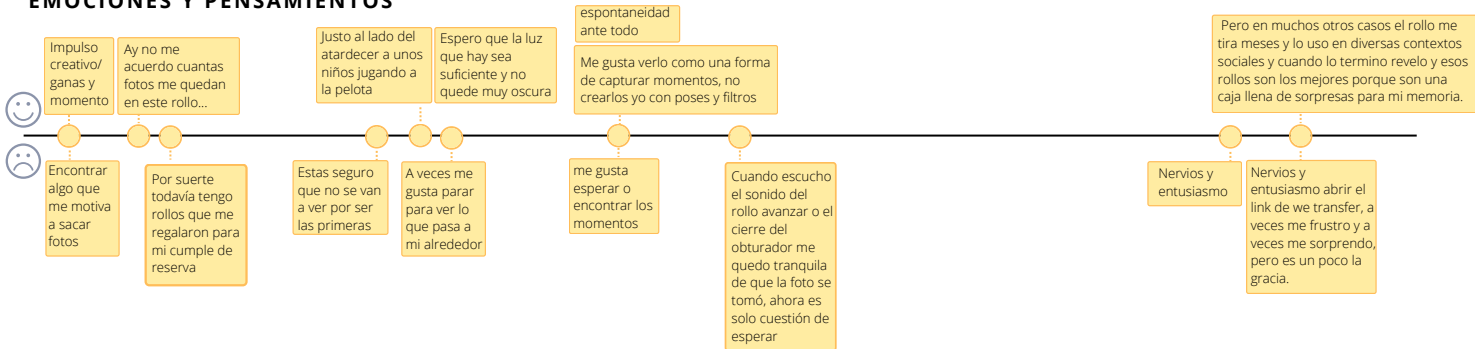 EMOCIONES Y PENSAMIENTOS
Impulso
creativo/
ganas y
momento
Ay no me
acuerdo cuantas
fotos me quedan
en este rollo...
Justo al lado del
atardecer a unos
niños jugando a
la pelota
Espero que la luz
que hay sea
suficiente y no
quede muy oscura
espontaneidad
ante todo
Me gusta verlo como una forma
de capturar momentos, no
crearlos yo con poses y filtros
Pero en muchos otros casos el rollo me
tira meses y lo uso en diversas contextos
sociales y cuando lo termino revelo y esos
rollos son los mejores porque son una
caja llena de sorpresas para mi memoria.
Encontrar
algo que
me motiva
a sacar
fotos
Por suerte
todavía tengo
rollos que me
regalaron para
mi cumple de
reserva
Estas seguro
que no se van
a ver por ser
las primeras
A veces me
gusta parar
para ver lo
que pasa a
mi alrededor
me gusta
esperar o
encontrar los
momentos
Cuando escucho
el sonido del
rollo avanzar o el
cierre del
obturador me
quedo tranquila
de que la foto se
tomó, ahora es
solo cuestión de
esperar
Nervios y
entusiasmo
Nervios y
entusiasmo abrir el
link de we transfer, a
veces me frustro y a
veces me sorprendo,
pero es un poco la
gracia.